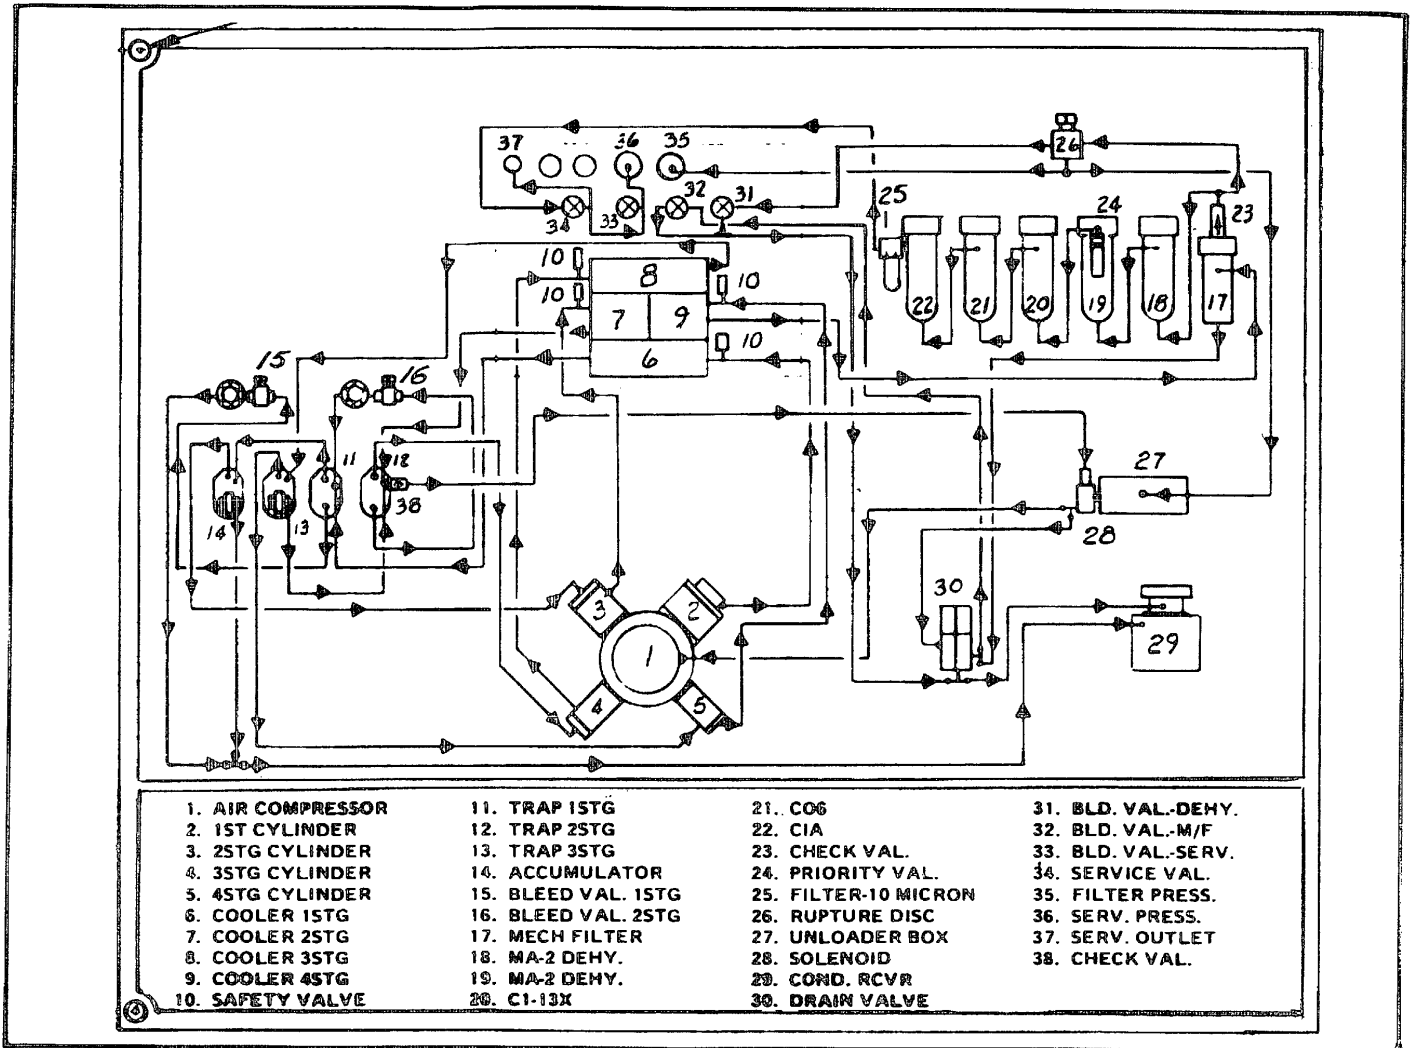 37
36
35
26
32
31
34
33
25
24
23
10
8
10
10
7
9
10
6
22
21
20
19
18
17
15
16
11
12
27
14
13
38
28
30
3
2
1
29
4
5
1. AIR COMPRESSOR
2. 1ST CYLINDER
3. 2STG CYLINDER
4. 3STG CYLINDER
5. 4STG CYLINDER
6. COOLER 1STG
7. COOLER 2STG
8. COOLER 3STG
9. COOLER 4STG
10. SAFETY VALVE
11. TRAP 1STG
12. TRAP 2STG
13. TRAP 3STG
14. ACCUMULATOR
15. BLEED VAL. 1STG
16. BLEED VAL. 2STG
17. MECH FILTER
18. MA-2 DEHY.
19. MA-2 DEHY.
20. C1-13X
21. CO6
22. CIA
23. CHECK VAL.
24. PRIORITY VAL.
25. FILTER-10 MICRON
26. RUPTURE DISC
27. UNLOADER BOX
28. SOLENOID
29. COND. RCVR
30. DRAIN VALVE
31. BLD. VAL.-DEHY.
32. BLD. VAL.-M/F
33. BLD. VAL.-SERV.
34. SERVICE VAL.
35. FILTER PRESS.
36. SERV. PRESS.
37. SERV. OUTLET
38. CHECK VAL.